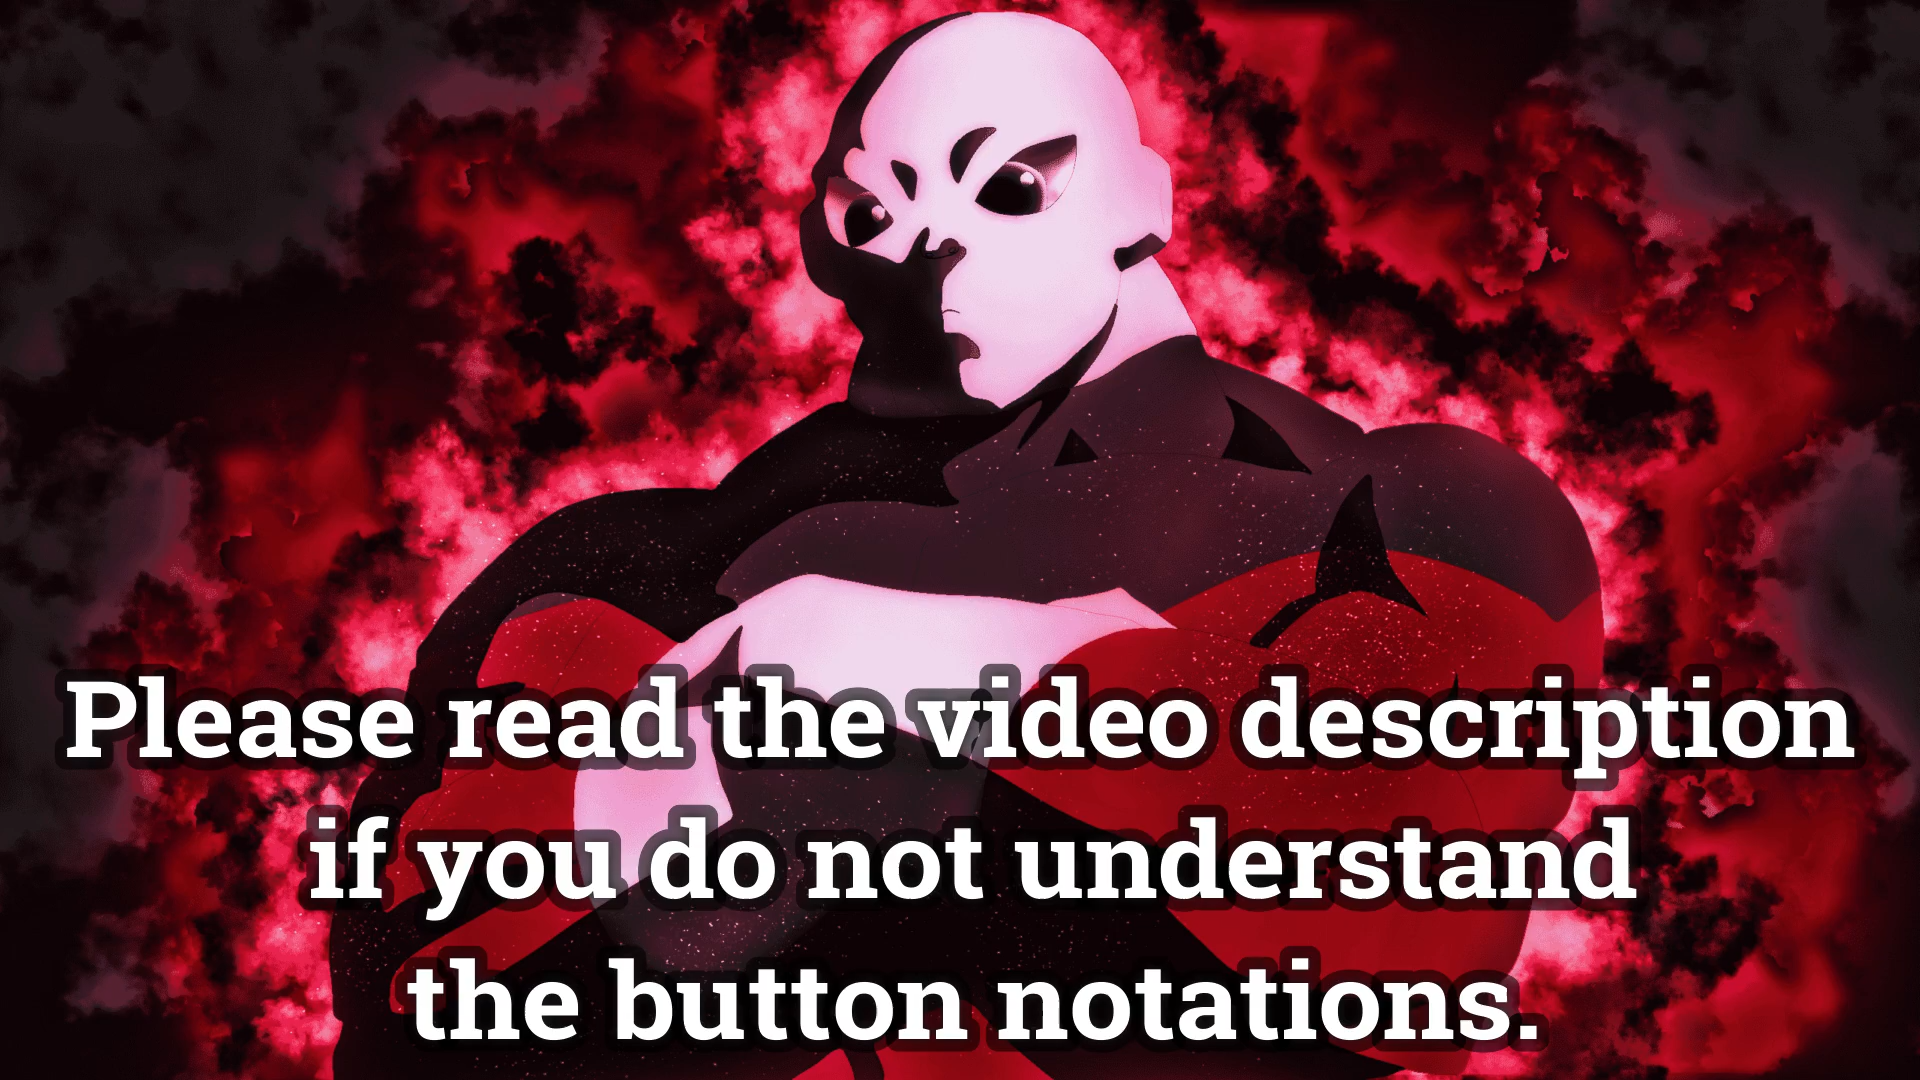 Please read the video description
if you do not understand
the button notations.